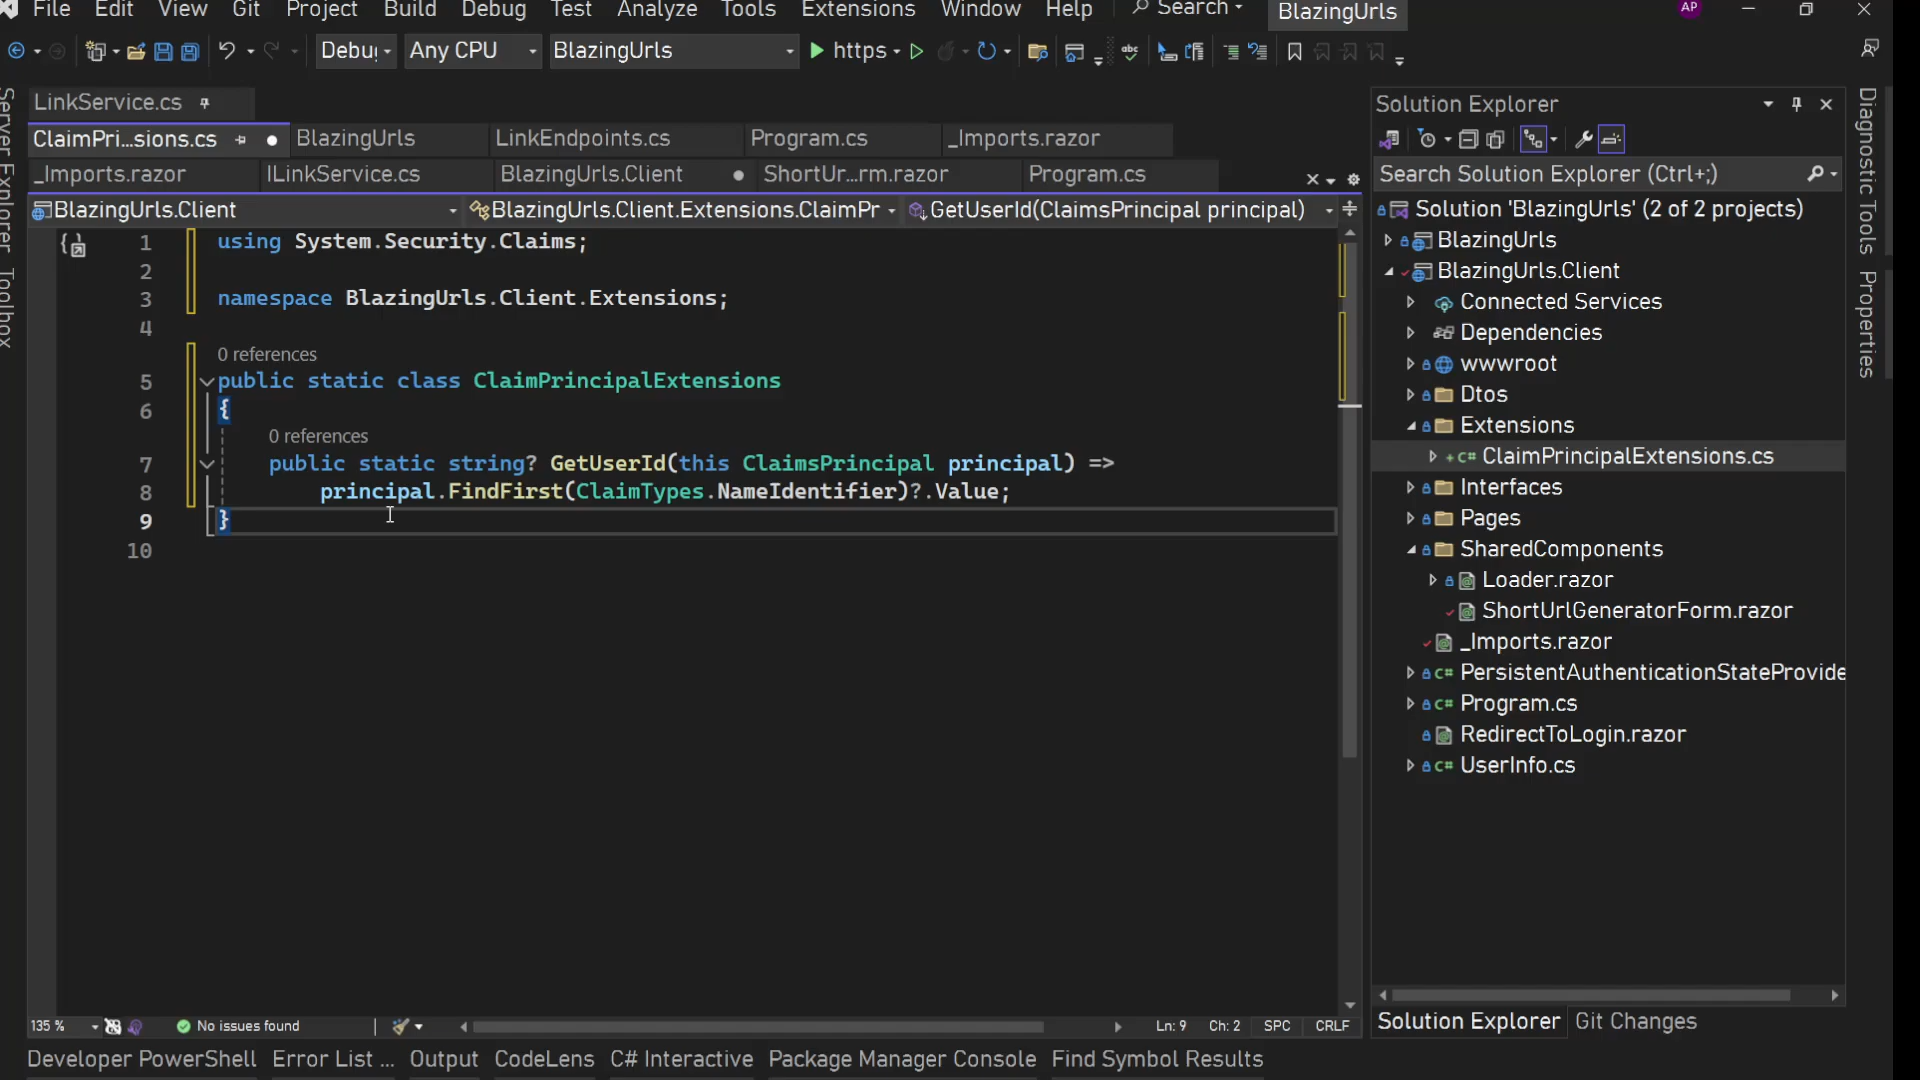 File Edit View Git Project Build Debug Test Analyze Tools Extensions Window Help Search BlazingUrls AP
Any CPU BlazingUrls https
LinkService.cs
ClaimPri...sions.cs BlazingUrls LinkEndpoints.cs Program.cs _Imports.razor
_Imports.razor ILinkService.cs BlazingUrls.Client ShortUr...rm.razor Program.cs
BlazingUrls.Client BlazingUrls.Client.Extensions.ClaimPr GetUserId(ClaimsPrincipal principal)
1 using System.Security.Claims;
2
3 namespace BlazingUrls.Client.Extensions;
4
0 references
5 public static class ClaimPrincipalExtensions
6 {
0 references
7 public static string? GetUserId(this ClaimsPrincipal principal) =>
8 principal.FindFirst(ClaimTypes.NameIdentifier)?.Value;
9 }
10
135 % No issues found Ln: 9 Ch: 2 SPC CRLF
Developer PowerShell Error List ... Output CodeLens C# Interactive Package Manager Console Find Symbol Results
Server Explorer
Toolbox
Solution Explorer
Search Solution Explorer (Ctrl+;)
Solution 'BlazingUrls' (2 of 2 projects)
BlazingUrls
BlazingUrls.Client
Connected Services
Dependencies
wwwroot
Dtos
Extensions
C# ClaimPrincipalExtensions.cs
Interfaces
Pages
SharedComponents
Loader.razor
ShortUrlGeneratorForm.razor
_Imports.razor
C# PersistentAuthenticationStateProvide
C# Program.cs
RedirectToLogin.razor
C# UserInfo.cs
Solution Explorer Git Changes
Diagnostic Tools
Properties